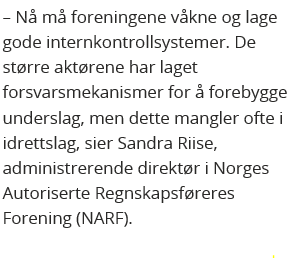 – Nå må foreningene våkne og lage
gode internkontrollsystemer. De
større aktørene har laget
forsvarsmekanismer for å forebygge
underslag, men dette mangler ofte i
idrettslag, sier Sandra Riise,
administrerende direktør i Norges
Autoriserte Regnskapsføreres
Forening (NARF).